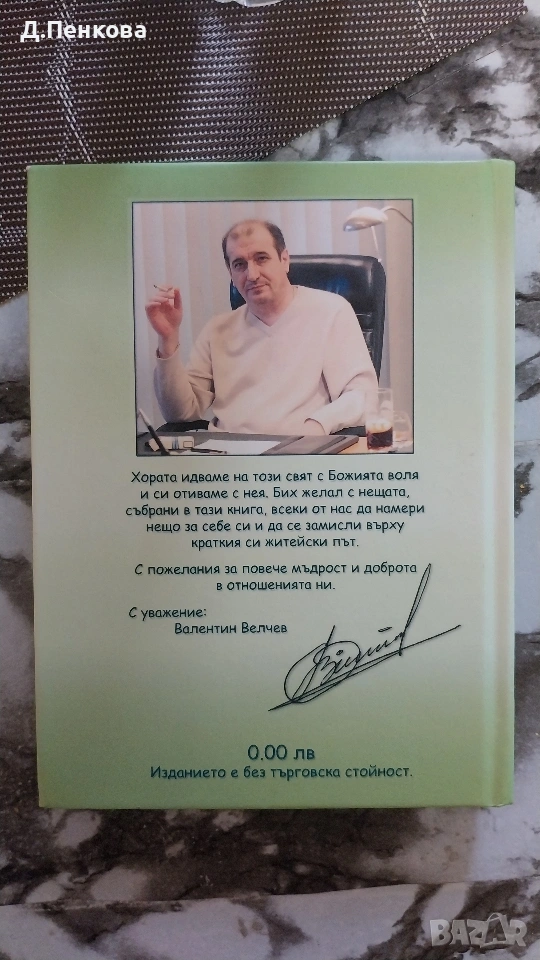 Д.Пенкова
Хората идваме на този свят с Божията воля
и си отиваме с нея. Бих желал с нещата,
събрани в тази книга, всеки от нас да намери
нещо за себе си и да се замисли върху
краткия си житейски път.
С пожелания за повече мъдрост и доброта
в отношенията ни.
С уважение:
Валентин Велчев
0.00 лв
Изданието е без търговска стойност.
BAZAR